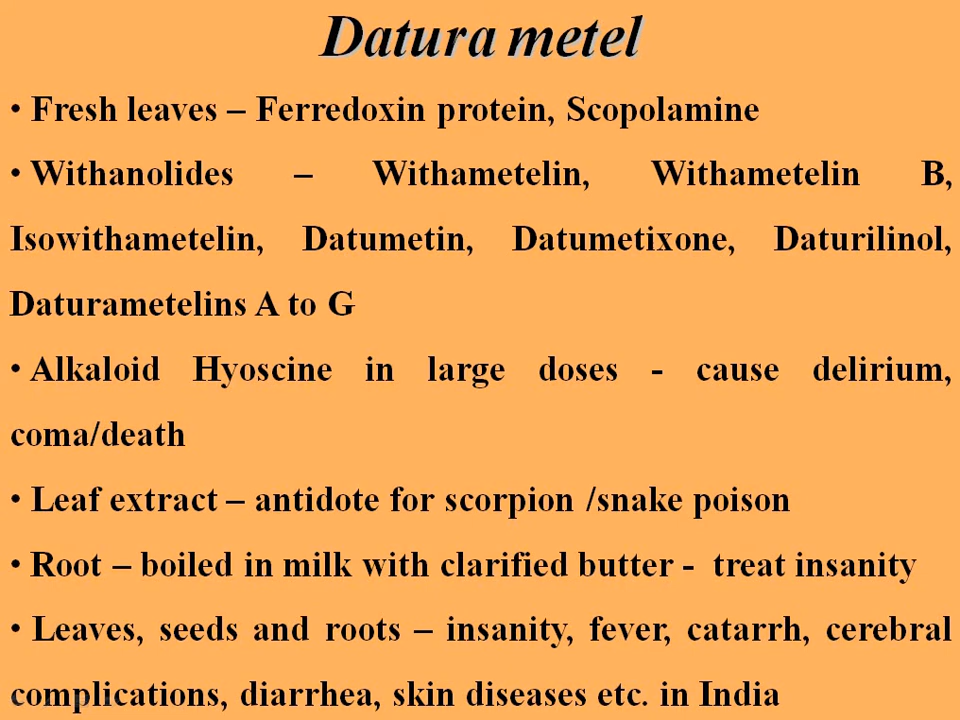 Datura metel
• Fresh leaves – Ferredoxin protein, Scopolamine
• Withanolides – Withametelin, Withametelin B,
Isowithametelin, Datumetin, Datumetixone, Daturilinol,
Daturametelins A to G
• Alkaloid Hyoscine in large doses - cause delirium,
coma/death
• Leaf extract – antidote for scorpion /snake poison
• Root – boiled in milk with clarified butter - treat insanity
• Leaves, seeds and roots – insanity, fever, catarrh, cerebral
complications, diarrhea, skin diseases etc. in India